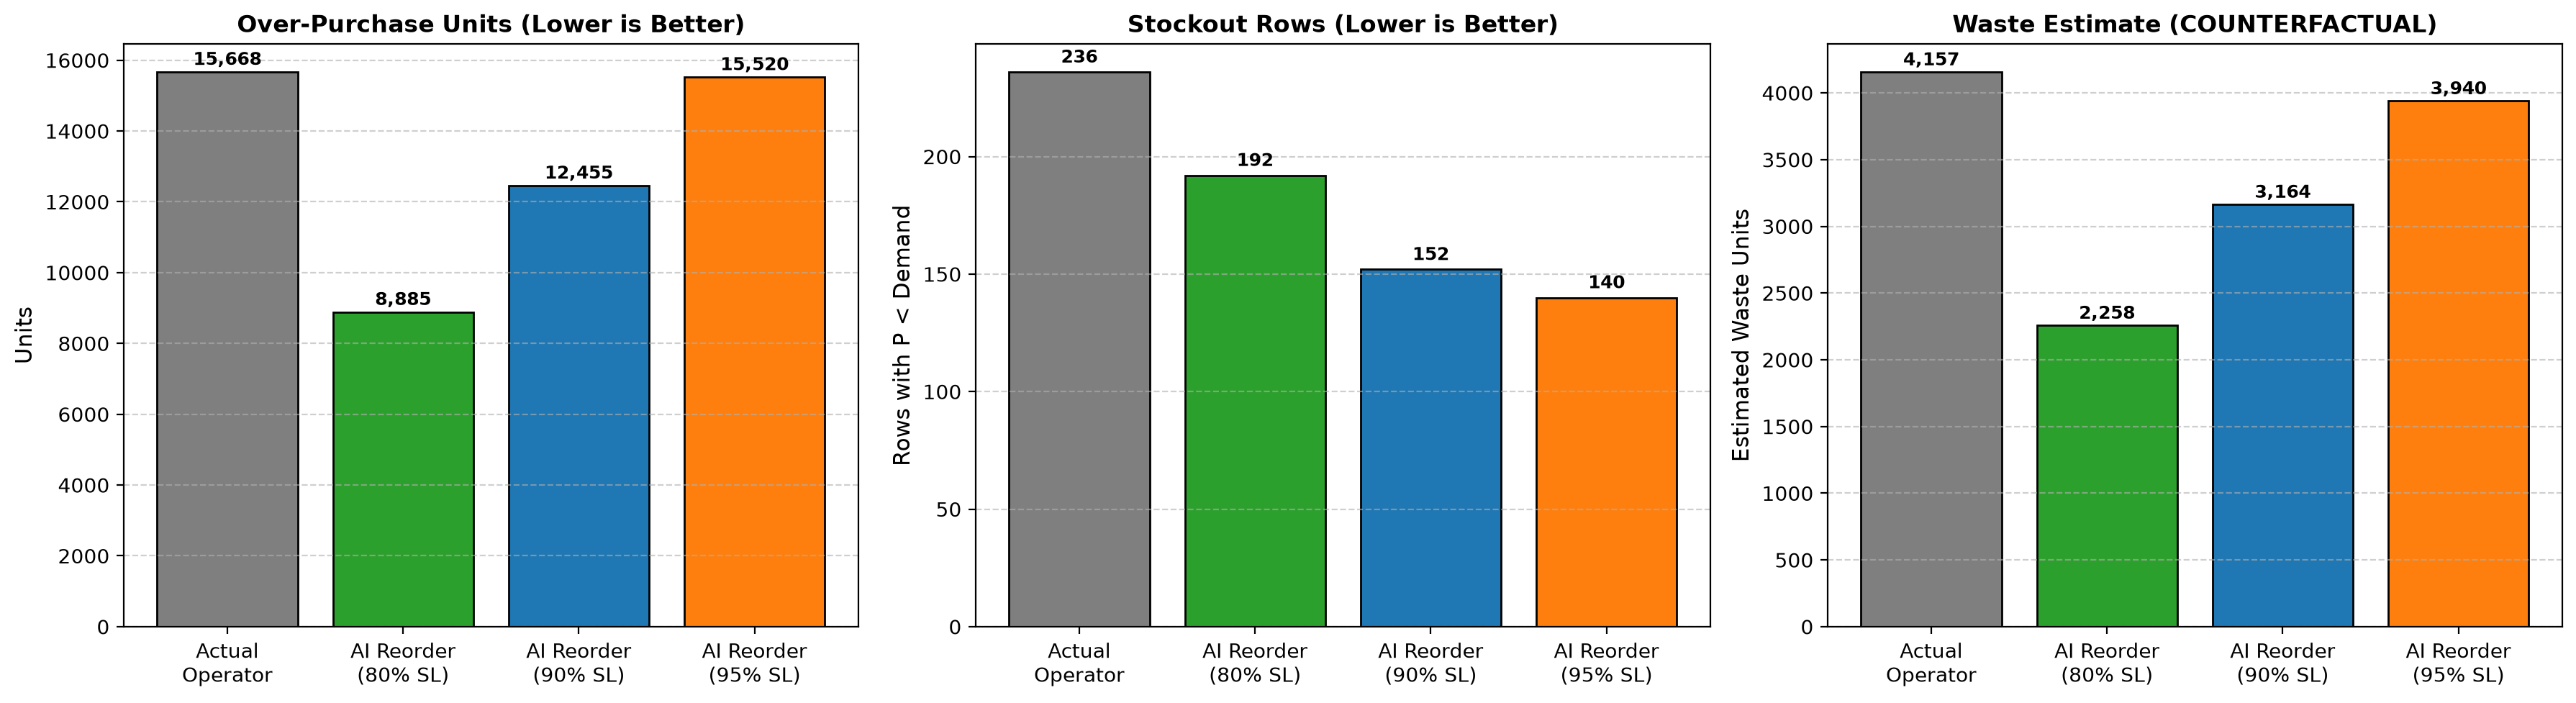 Over-Purchase Units (Lower is Better)
Units
16000
14000
12000
10000
8000
6000
4000
2000
0
15,668
8,885
12,455
15,520
Actual
Operator
AI Reorder
(80% SL)
AI Reorder
(90% SL)
AI Reorder
(95% SL)
Stockout Rows (Lower is Better)
Rows with P < Demand
200
150
100
50
0
236
192
152
140
Actual
Operator
AI Reorder
(80% SL)
AI Reorder
(90% SL)
AI Reorder
(95% SL)
Waste Estimate (COUNTERFACTUAL)
Estimated Waste Units
4000
3500
3000
2500
2000
1500
1000
500
0
4,157
2,258
3,164
3,940
Actual
Operator
AI Reorder
(80% SL)
AI Reorder
(90% SL)
AI Reorder
(95% SL)